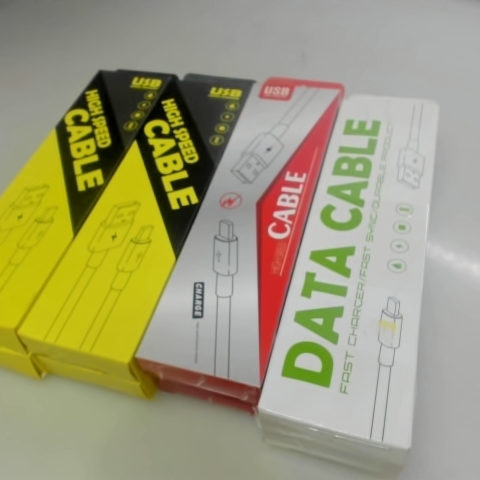 USB
HIGH SPEED
CABLE
USB
HIGH SPEED
CABLE
USB
CABLE
CHARGE
DATA CABLE
FAST CHARGER/FAST SYNC/DURABLE PRODUCT